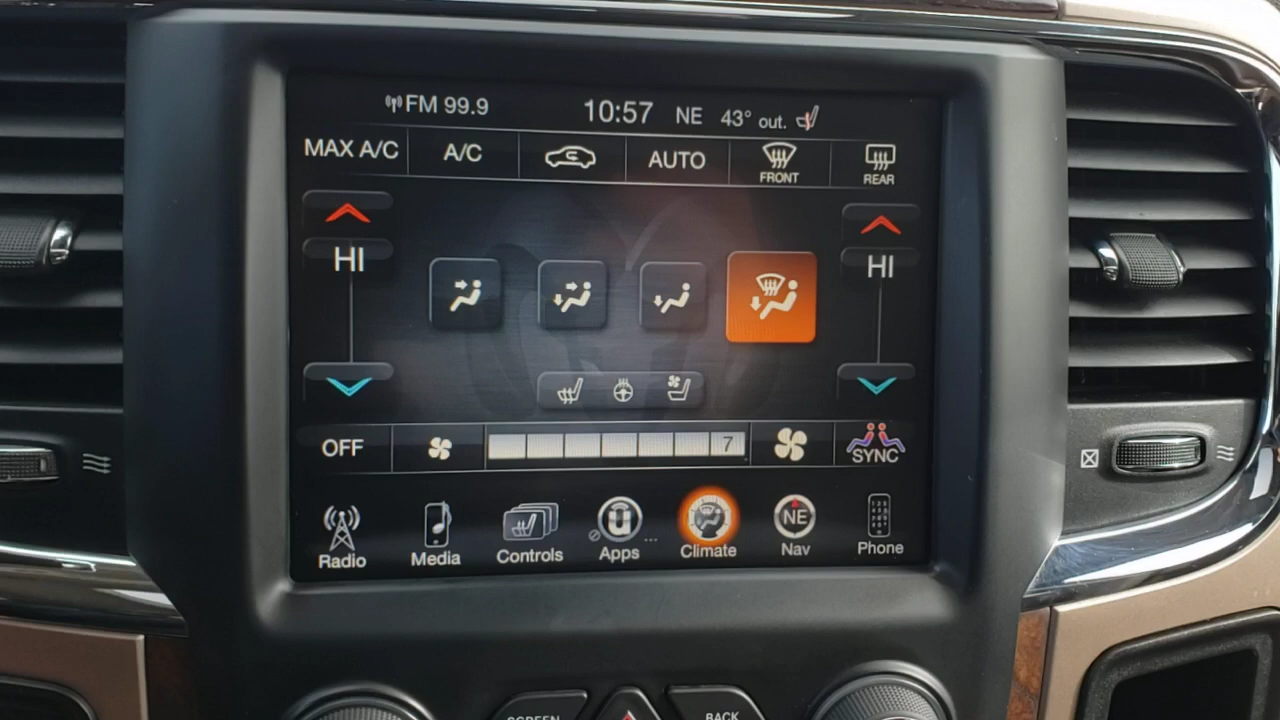 FM 99.9 10:57 NE 43° out.
MAX A/C A/C AUTO FRONT REAR
HI HI
OFF 7 SYNC
NE
Radio Media Controls Apps Climate Nav Phone
SCREEN BACK